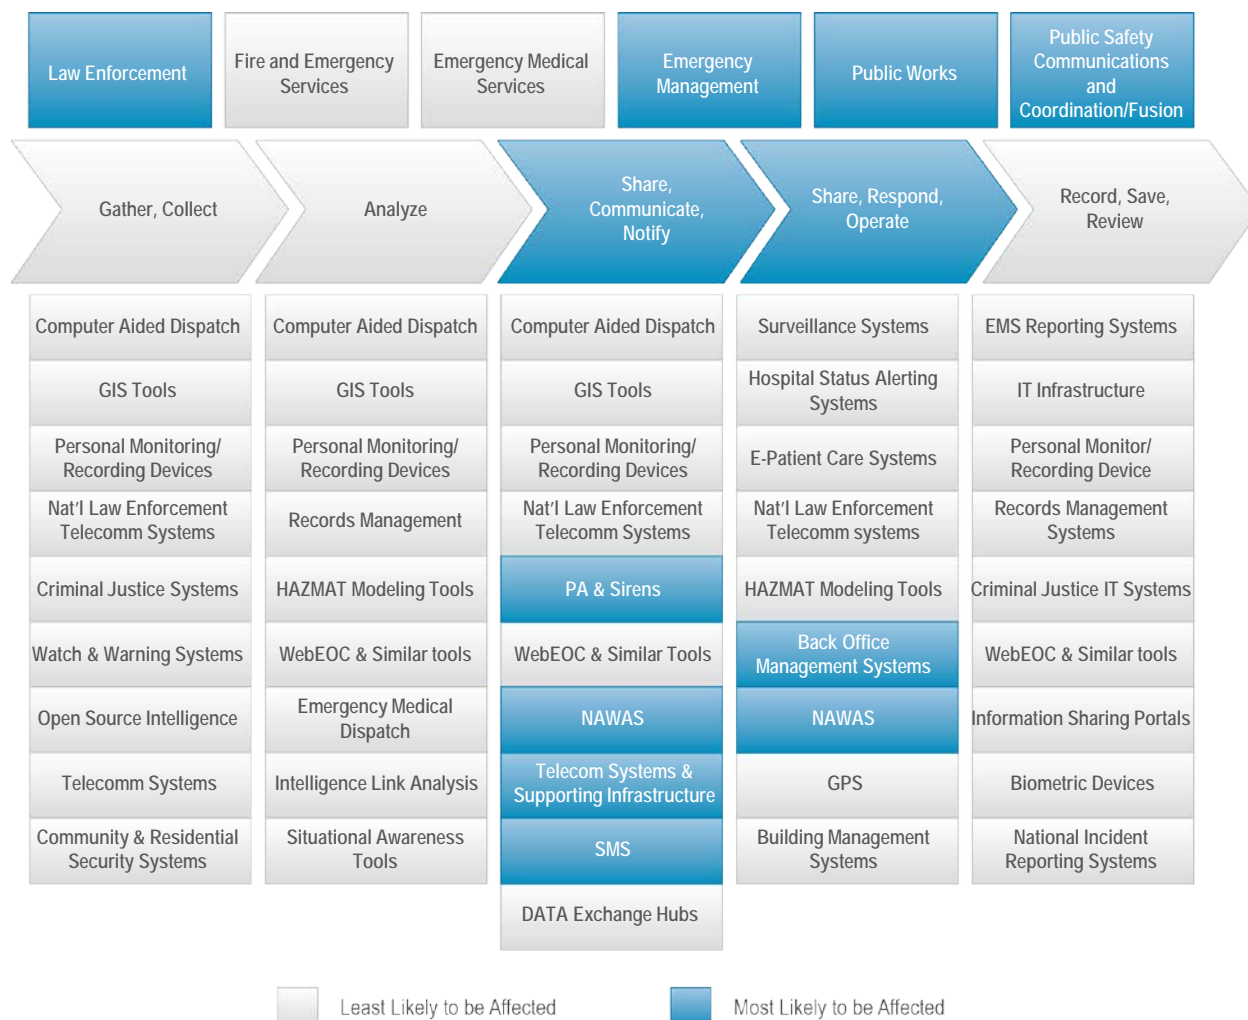 Law Enforcement
Fire and Emergency
Services
Emergency Medical
Services
Emergency
Management
Public Works
Public Safety
Communications
and
Coordination/Fusion
Gather, Collect
Analyze
Share,
Communicate,
Notify
Share, Respond,
Operate
Record, Save,
Review
Computer Aided Dispatch
GIS Tools
Personal Monitoring/
Recording Devices
Nat'l Law Enforcement
Telecomm Systems
Criminal Justice Systems
Watch & Warning Systems
Open Source Intelligence
Telecomm Systems
Community & Residential
Security Systems
Computer Aided Dispatch
GIS Tools
Personal Monitoring/
Recording Devices
Records Management
HAZMAT Modeling Tools
WebEOC & Similar tools
Emergency Medical
Dispatch
Intelligence Link Analysis
Situational Awareness
Tools
Computer Aided Dispatch
GIS Tools
Personal Monitoring/
Recording Devices
Nat'l Law Enforcement
Telecomm Systems
PA & Sirens
WebEOC & Similar Tools
NAWAS
Telecom Systems &
Supporting Infrastructure
SMS
DATA Exchange Hubs
Surveillance Systems
Hospital Status Alerting
Systems
E-Patient Care Systems
Nat'l Law Enforcement
Telecomm systems
HAZMAT Modeling Tools
Back Office
Management Systems
NAWAS
GPS
Building Management
Systems
EMS Reporting Systems
IT Infrastructure
Personal Monitor/
Recording Device
Records Management
Systems
Criminal Justice IT Systems
WebEOC & Similar tools
Information Sharing Portals
Biometric Devices
National Incident
Reporting Systems
Least Likely to be Affected
Most Likely to be Affected